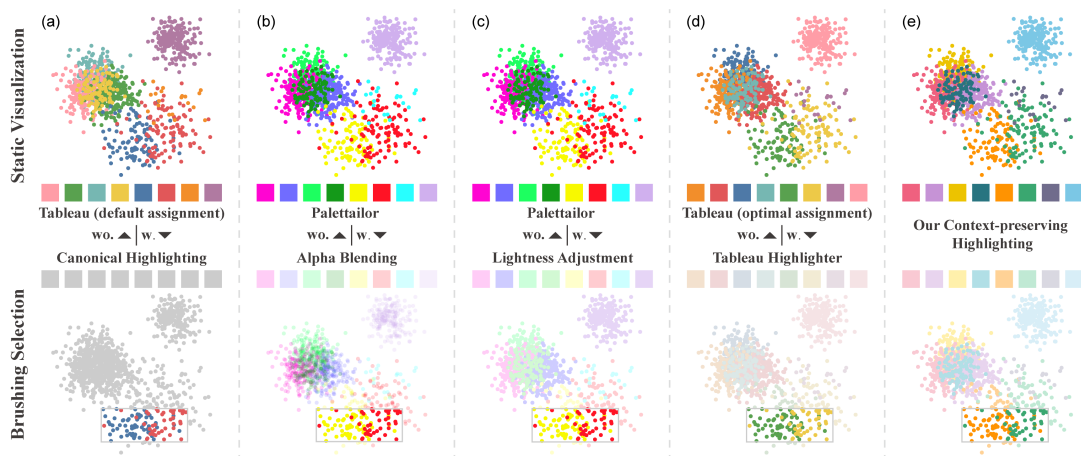 Static Visualization
(a)
(b)
(c)
(d)
(e)
Tableau (default assignment)
Palettailor
Palettailor
Tableau (optimal assignment)
wo. ▲ | w. ▼
wo. ▲ | w. ▼
wo. ▲ | w. ▼
wo. ▲ | w. ▼
Our Context-preserving
Highlighting
Canonical Highlighting
Alpha Blending
Lightness Adjustment
Tableau Highlighter
Brushing Selection